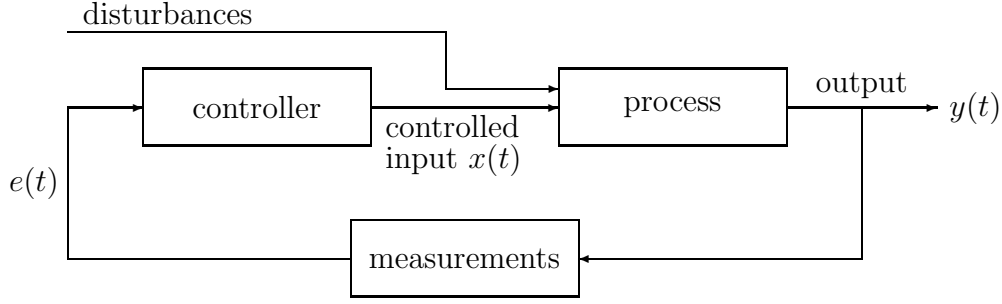 disturbances
controller
controlled
input x(t)
process
output
y(t)
e(t)
measurements